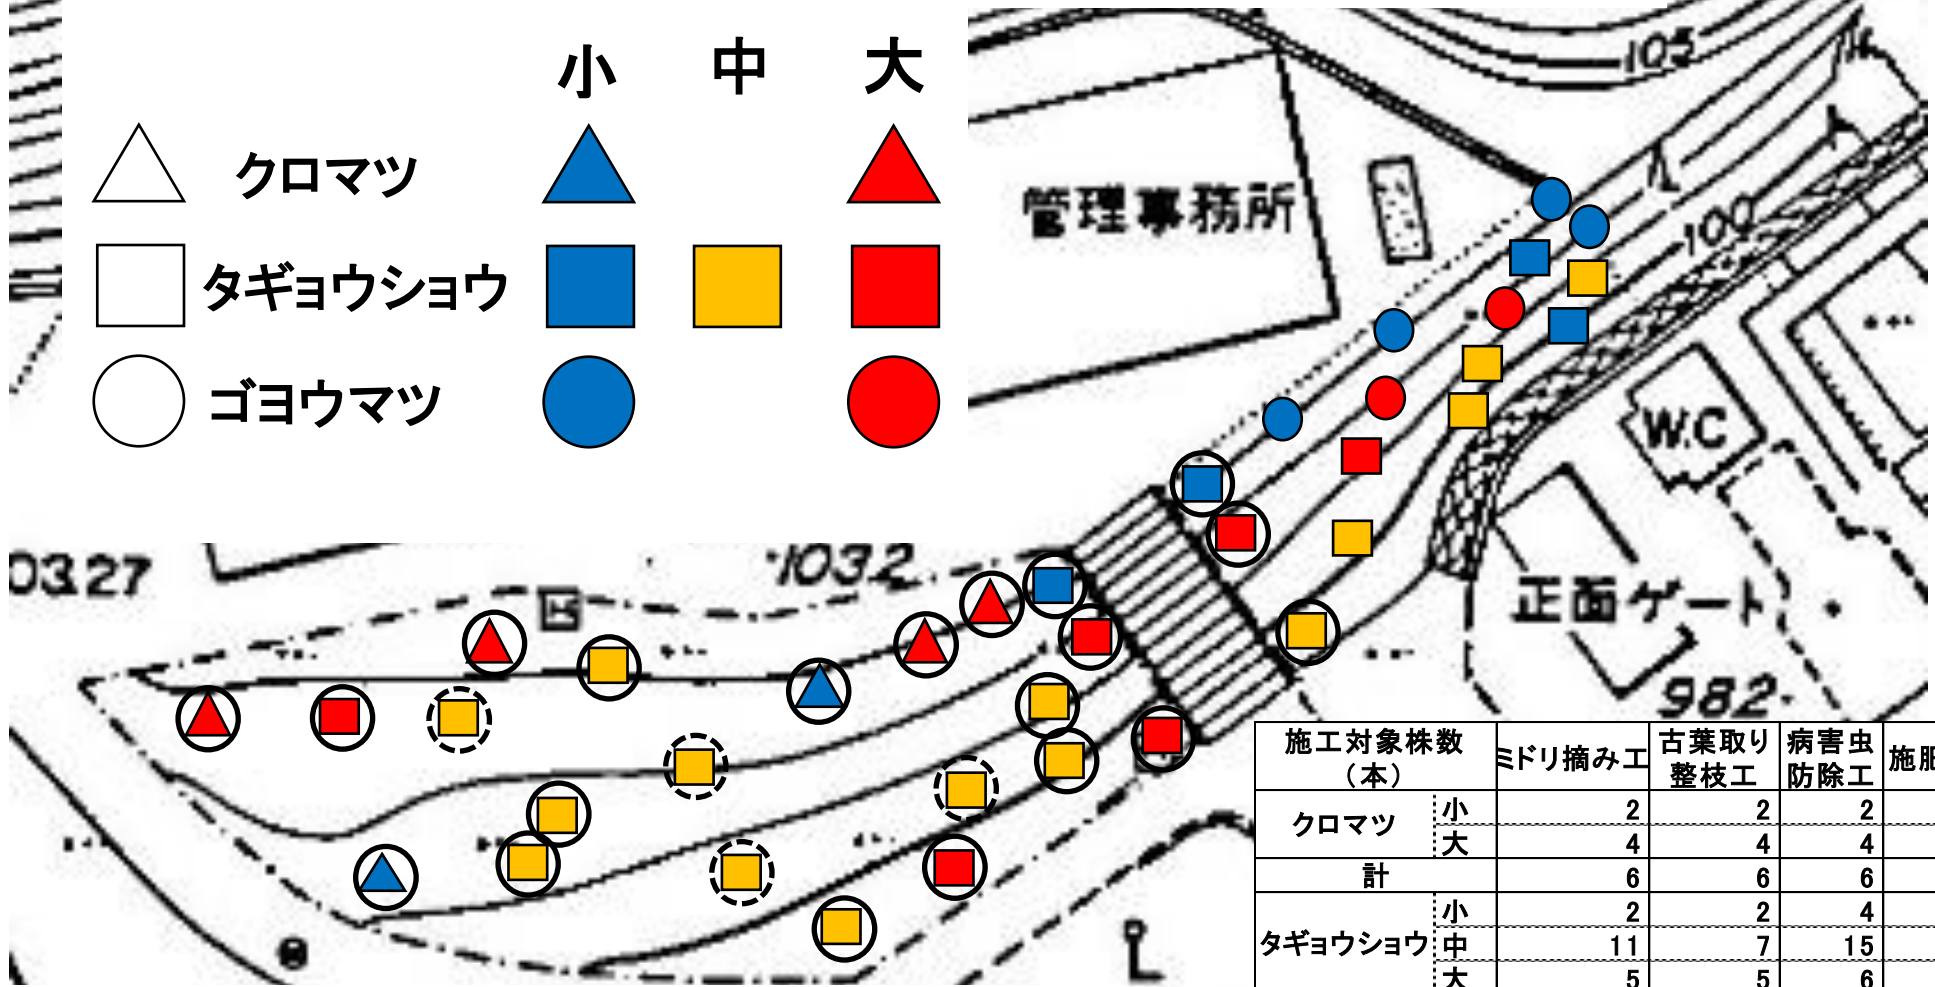 小 中 大
クロマツ
タギョウショウ
ゴヨウマツ
105
管理事務所
100
W.C
03.27
103.2
正面ゲート
98.2
施工対象株数（本） ミドリ摘み工 古葉取り整枝工 病害虫防除工 施肥
クロマツ 小 2 2 2
大 4 4 4
計 6 6 6
タギョウショウ 小 2 2 4
中 11 7 15
大 5 5 6